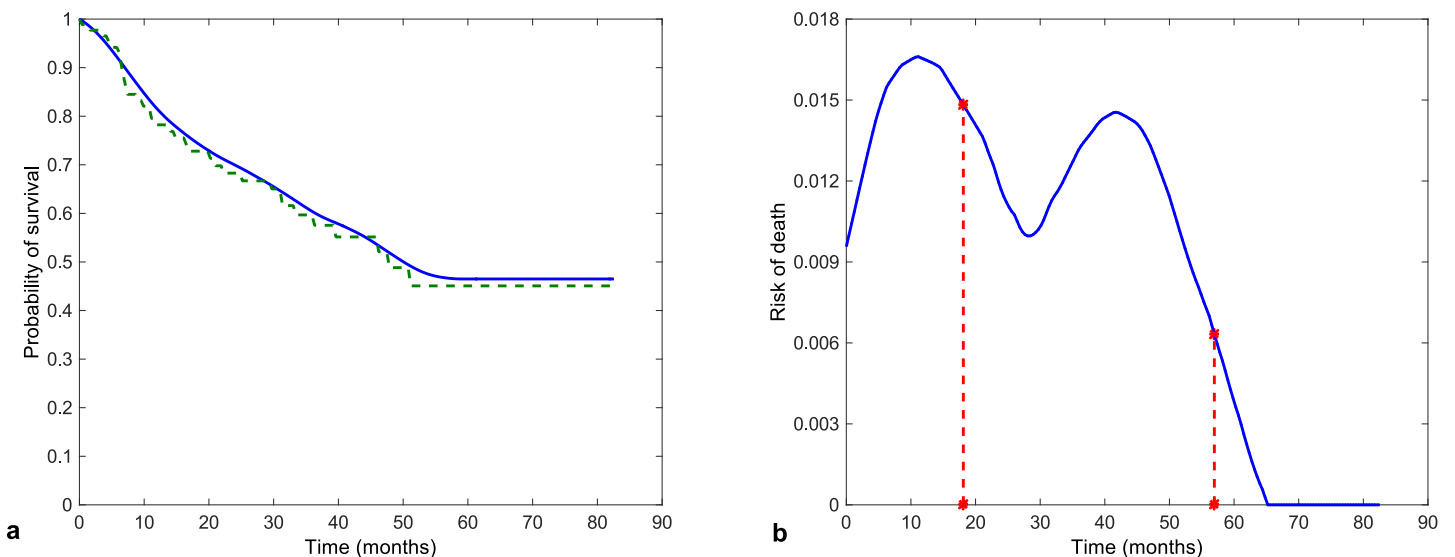 1
0.9
0.8
0.7
0.6
0.5
0.4
0.3
0.2
0.1
0
Probability of survival
0 10 20 30 40 50 60 70 80 90
Time (months)
a
0.018
0.015
0.012
0.009
0.006
0.003
0
Risk of death
0 10 20 30 40 50 60 70 80 90
Time (months)
b